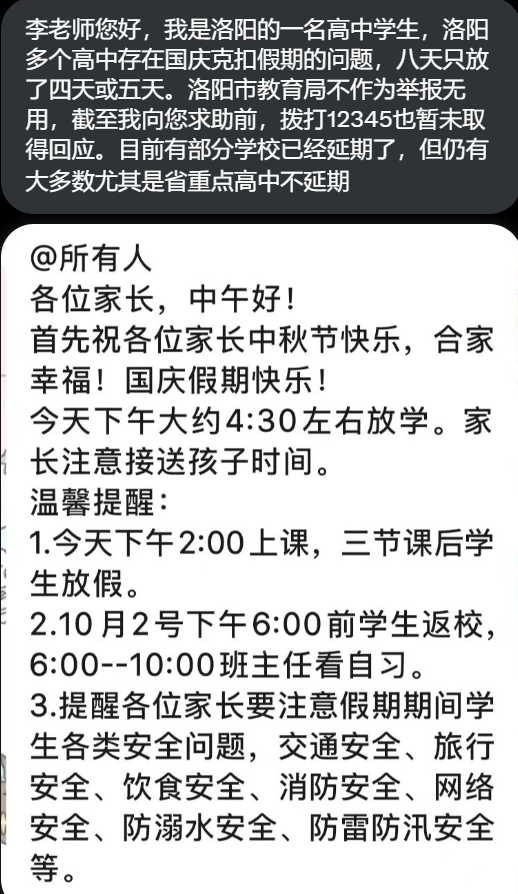 李老师您好，我是洛阳的一名高中学生，洛阳
多个高中存在国庆克扣假期的问题，八天只放
了四天或五天。洛阳市教育局不作为举报无
用，截至我向您求助前，拨打12345也暂未取
得回应。目前有部分学校已经延期了，但仍有
大多数尤其是省重点高中不延期
@所有人
各位家长，中午好！
首先祝各位家长中秋节快乐，合家
幸福！国庆假期快乐！
今天下午大约4:30左右放学。家
长注意接送孩子时间。
温馨提醒：
1.今天下午2:00上课，三节课后学
生放假。
2.10月2号下午6:00前学生返校，
6:00--10:00班主任看自习。
3.提醒各位家长要注意假期期间学
生各类安全问题，交通安全、旅行
安全、饮食安全、消防安全、网络
安全、防溺水安全、防雷防汛安全
等。